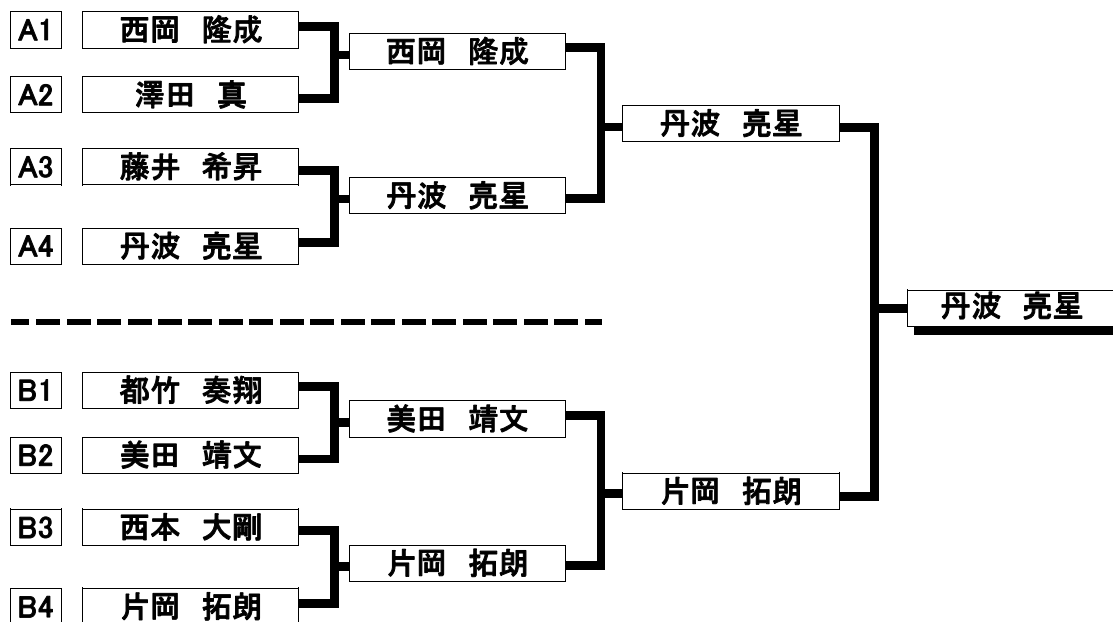 A1 西岡 隆成
西岡 隆成
A2 澤田 真
丹波 亮星
A3 藤井 希昇
丹波 亮星
A4 丹波 亮星
丹波 亮星
B1 都竹 奏翔
美田 靖文
B2 美田 靖文
片岡 拓朗
B3 西本 大剛
片岡 拓朗
B4 片岡 拓朗